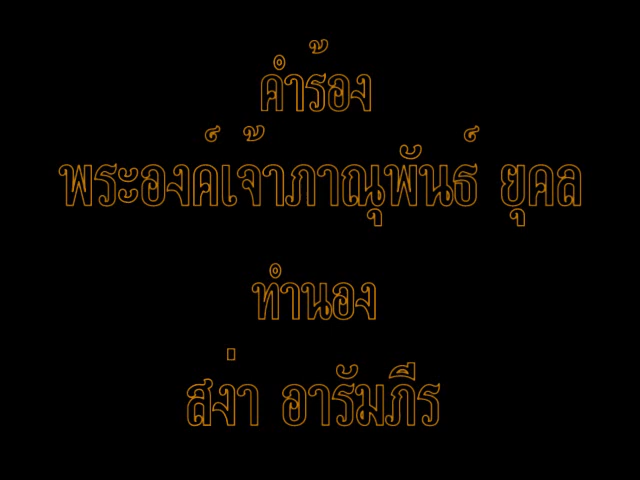 คำร้อง
พระองค์เจ้าภาณุพันธ์ ยุคล
ทำนอง
สง่า อารัมภีร